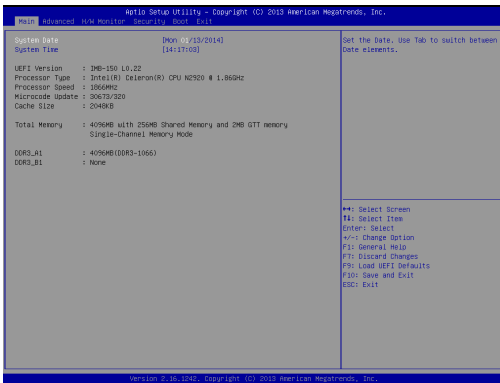 Aptio Setup Utility – Copyright (C) 2013 American Megatrends, Inc.
Main Advanced H/W Monitor Security Boot Exit
System Date [Mon 01/13/2014]
System Time [14:17:03]
UEFI Version : IMB-150 L0.22
Processor Type : Intel(R) Celeron(R) CPU N2920 @ 1.86GHz
Processor Speed : 1866MHz
Microcode Update : 30673/320
Cache Size : 2048KB
Total Memory : 4096MB with 256MB Shared Memory and 2MB GTT memory
Single-Channel Memory Mode
DDR3_A1 : 4096MB(DDR3-1066)
DDR3_B1 : None
Set the Date. Use Tab to switch between
Date elements.
→←: Select Screen
↑↓: Select Item
Enter: Select
+/-: Change Option
F1: General Help
F7: Discard Changes
F9: Load UEFI Defaults
F10: Save and Exit
ESC: Exit
Version 2.16.1242. Copyright (C) 2013 American Megatrends, Inc.